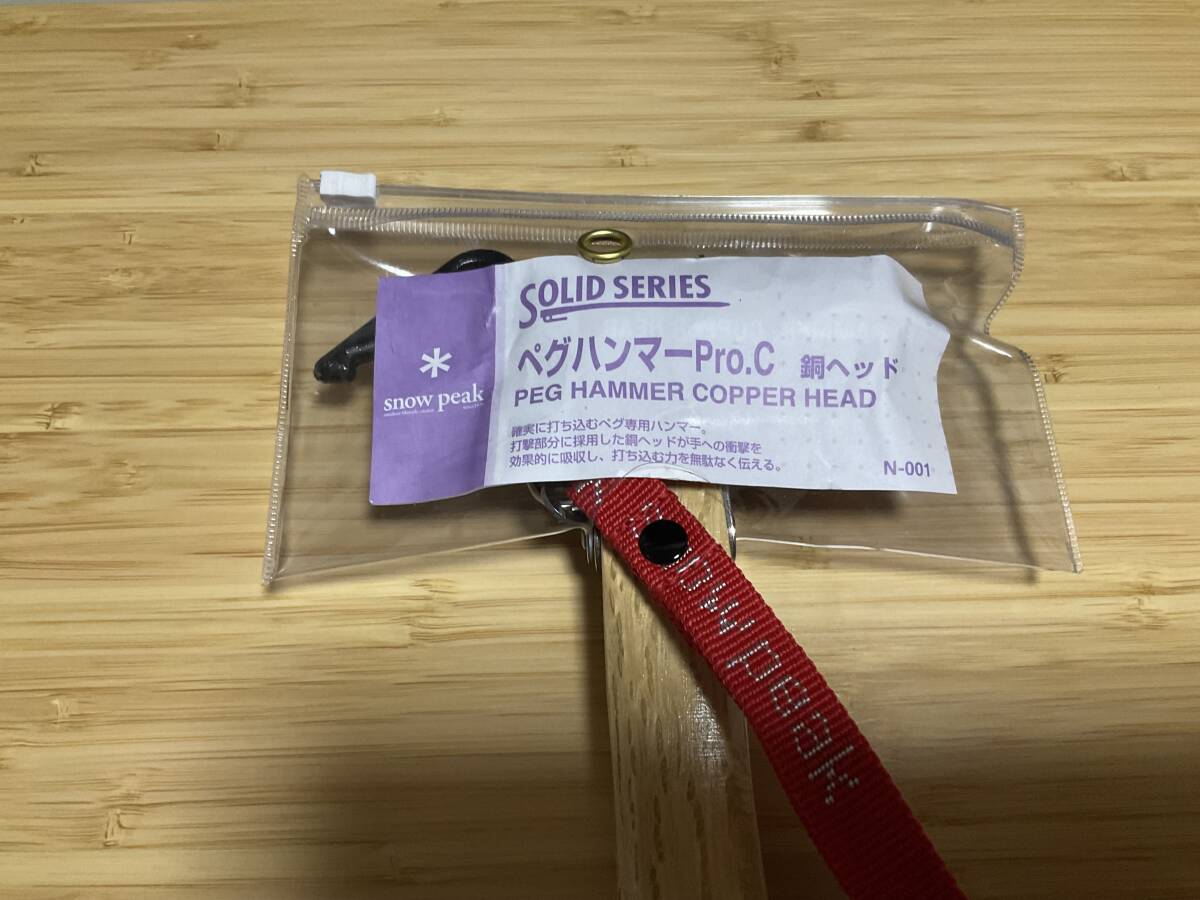 SOLID SERIES
ペグハンマーPro.C 銅ヘッド
PEG HAMMER COPPER HEAD
snow peak
確実に打ち込むペグ専用ハンマー。
打撃部分に採用した銅ヘッドが手への衝撃を
効果的に吸収し、打ち込む力を無駄なく伝える。
N-001
snow peak